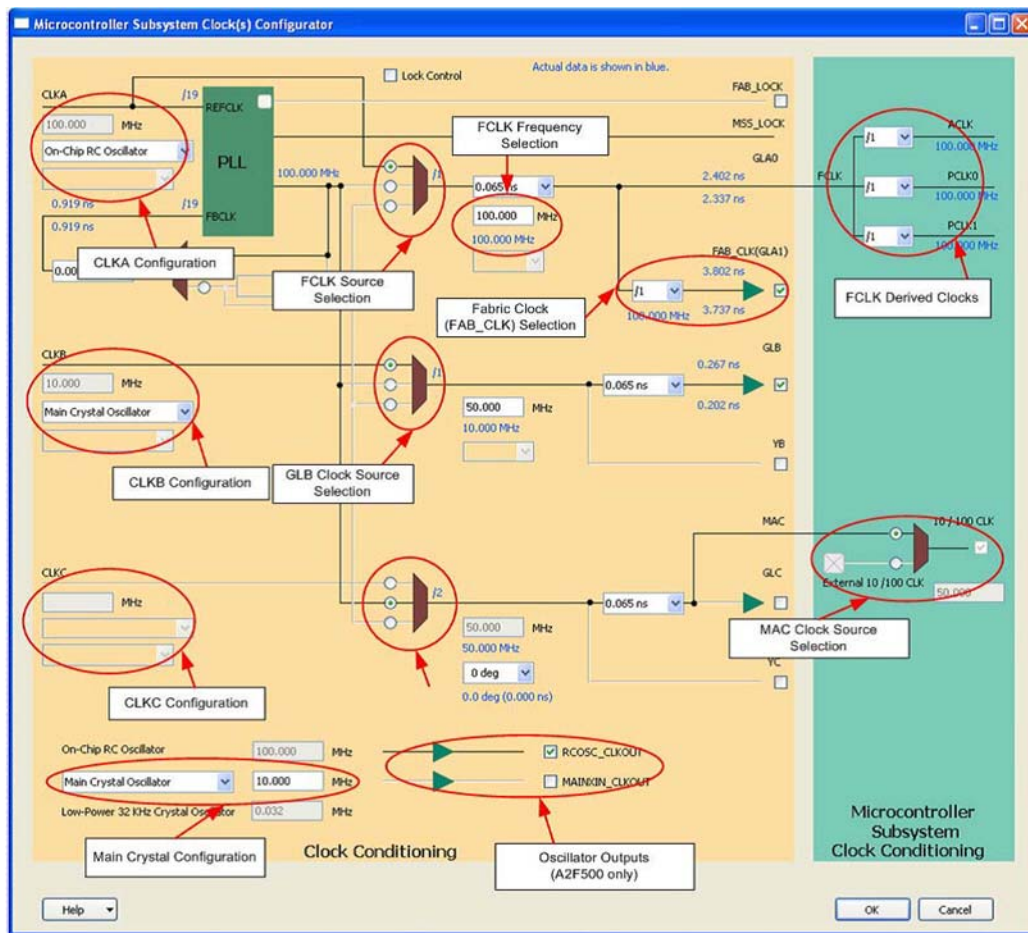 Microcontroller Subsystem Clock(s) Configurator
Lock Control
Actual data is shown in blue.
CLKA
/19
REFCLK
FAB_LOCK
100.000 MHz
FCLK Frequency
Selection
MSS_LOCK
ACLK
/1
100.000 MHz
On-Chip RC Oscillator
PLL
100.000 MHz
/1
0.065 ns
GLA0
2.402 ns
2.337 ns
FCLK
/1
PCLK0
100.000 MHz
0.919 ns
/19
FBCLK
0.919 ns
100.000 MHz
100.000 MHz
/1
PCLK1
100.000 MHz
0.00
CLKA Configuration
FCLK Source
Selection
FAB_CLK(GLA1)
3.802 ns
/1
100.000 MHz
3.737 ns
Fabric Clock
(FAB_CLK) Selection
FCLK Derived Clocks
CLKB
10.000 MHz
/1
GLB
0.267 ns
0.065 ns
0.202 ns
Main Crystal Oscillator
50.000 MHz
10.000 MHz
CLKB Configuration
GLB Clock Source
Selection
YB
MAC
10 / 100 CLK
External 10 /100 CLK
50.000
CLKC
MHz
/2
GLC
0.065 ns
50.000 MHz
50.000 MHz
MAC Clock Source
Selection
0 deg
0.0 deg (0.000 ns)
YC
CLKC Configuration
On-Chip RC Oscillator
100.000 MHz
RCOSC_CLKOUT
Main Crystal Oscillator
10.000 MHz
MAINXIN_CLKOUT
Low-Power 32 KHz Crystal Oscillator
0.032 MHz
Main Crystal Configuration
Clock Conditioning
Oscillator Outputs
(A2F500 only)
Microcontroller
Subsystem
Clock Conditioning
Help
OK
Cancel